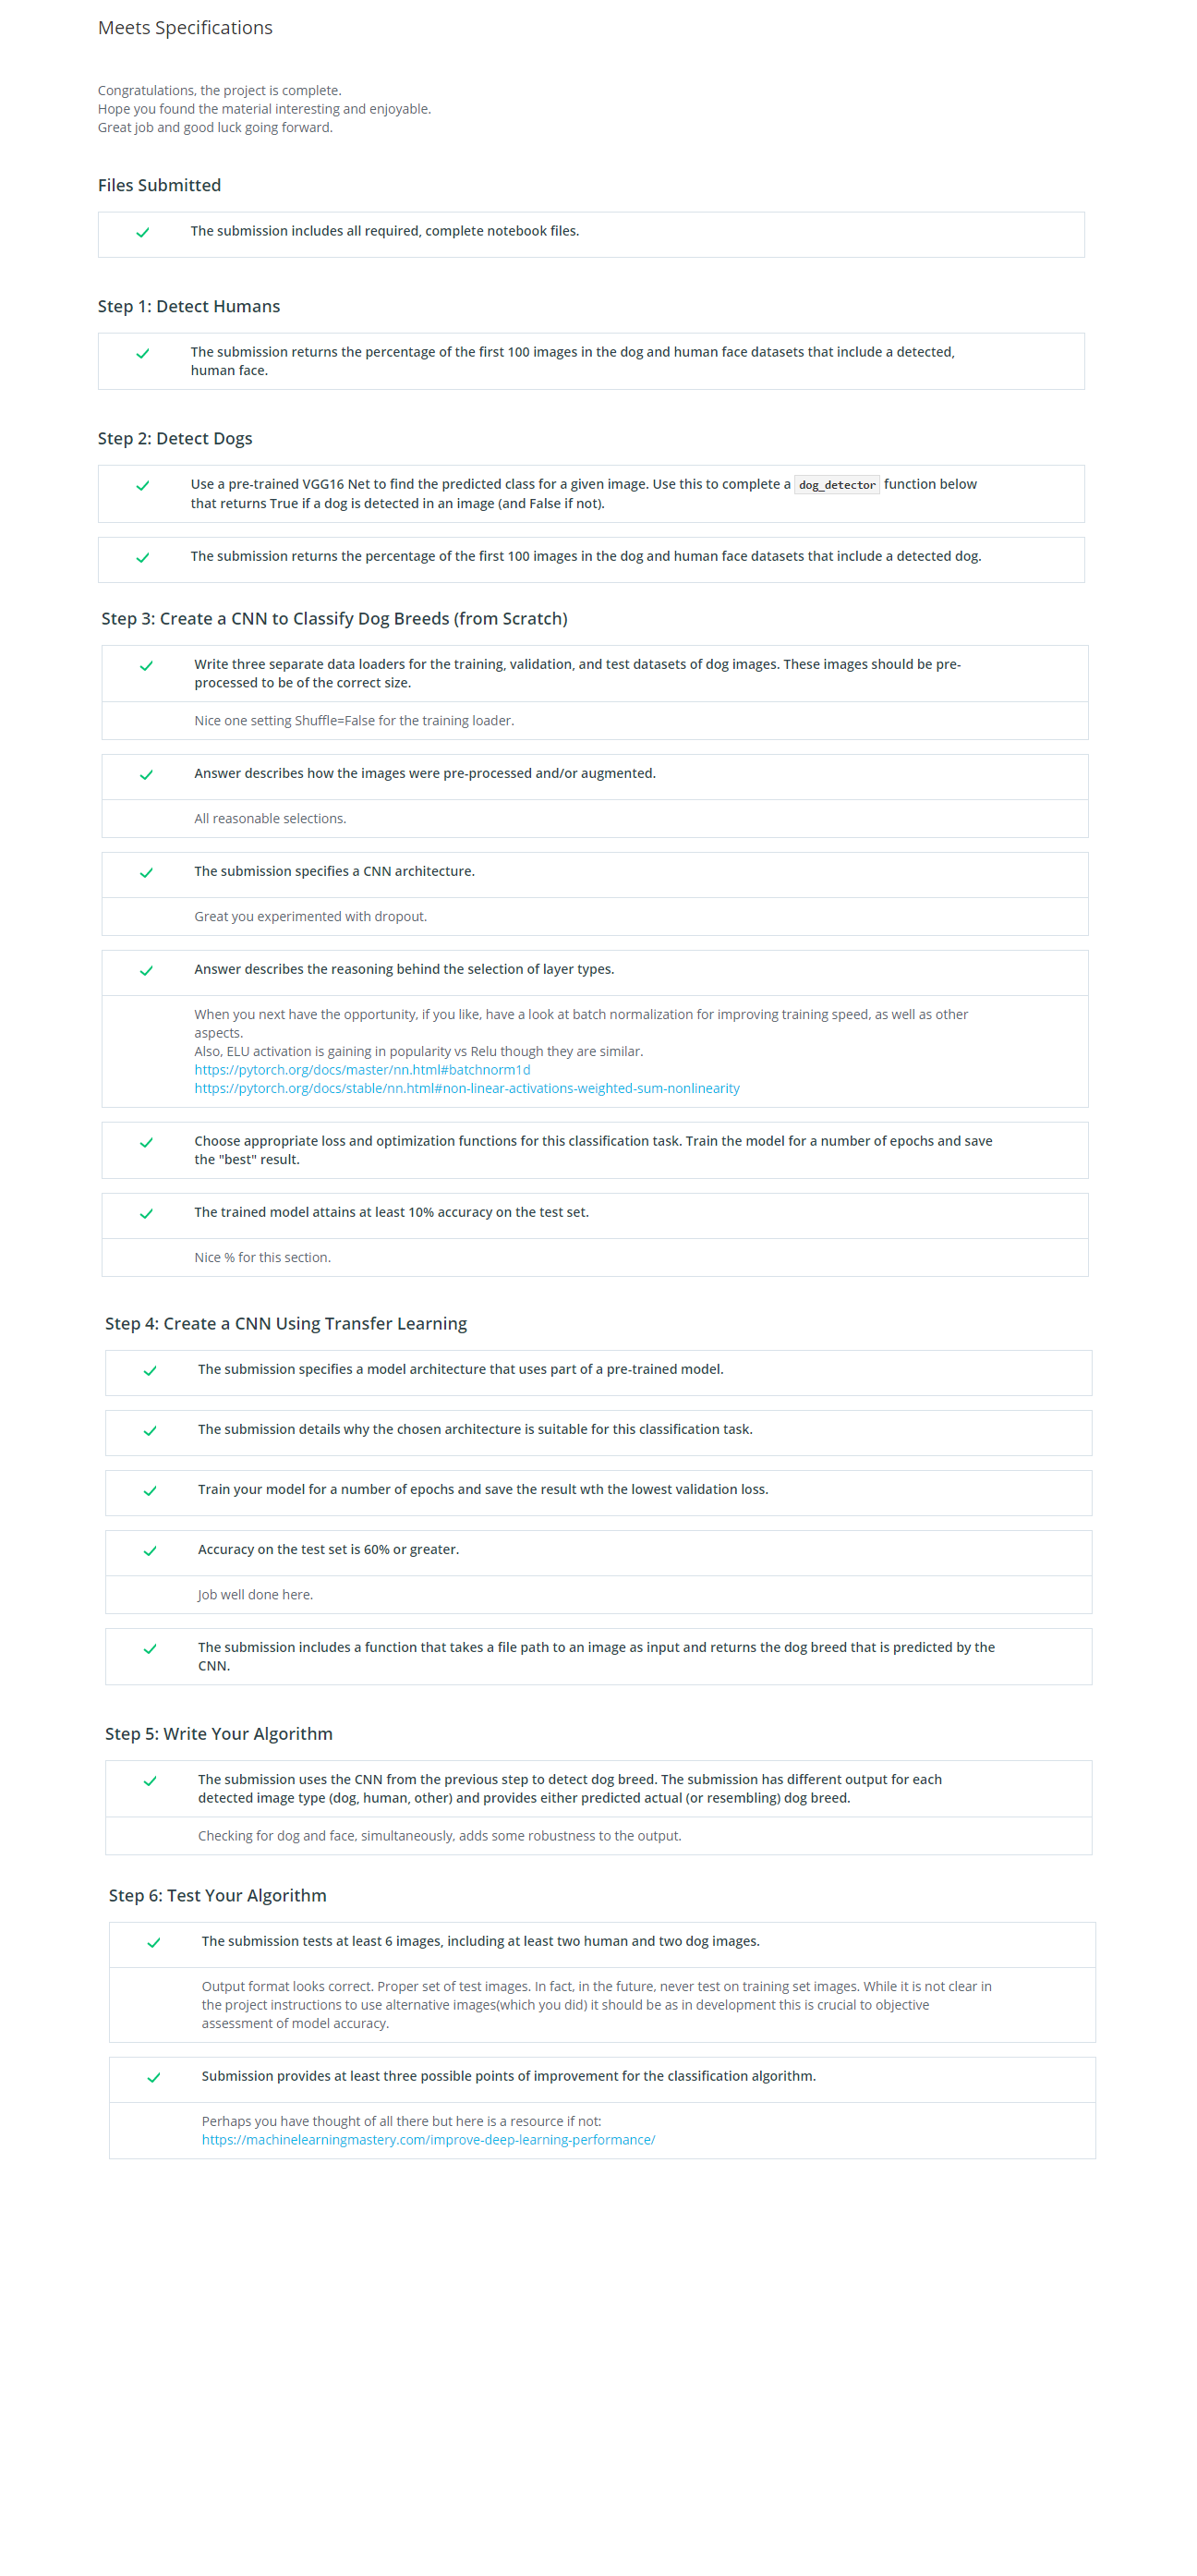 Meets Specifications
Congratulations, the project is complete.
Hope you found the material interesting and enjoyable.
Great job and good luck going forward.
Files Submitted
The submission includes all required, complete notebook files.
Step 1: Detect Humans
The submission returns the percentage of the first 100 images in the dog and human face datasets that include a detected,
human face.
Step 2: Detect Dogs
Use a pre-trained VGG16 Net to find the predicted class for a given image. Use this to complete a dog_detector function below
that returns True if a dog is detected in an image (and False if not).
The submission returns the percentage of the first 100 images in the dog and human face datasets that include a detected dog.
Step 3: Create a CNN to Classify Dog Breeds (from Scratch)
Write three separate data loaders for the training, validation, and test datasets of dog images. These images should be pre-
processed to be of the correct size.
Nice one setting Shuffle=False for the training loader.
Answer describes how the images were pre-processed and/or augmented.
All reasonable selections.
The submission specifies a CNN architecture.
Great you experimented with dropout.
Answer describes the reasoning behind the selection of layer types.
When you next have the opportunity, if you like, have a look at batch normalization for improving training speed, as well as other
aspects.
Also, ELU activation is gaining in popularity vs Relu though they are similar.
https://pytorch.org/docs/master/nn.html#batchnorm1d
https://pytorch.org/docs/stable/nn.html#non-linear-activations-weighted-sum-nonlinearity
Choose appropriate loss and optimization functions for this classification task. Train the model for a number of epochs and save
the "best" result.
The trained model attains at least 10% accuracy on the test set.
Nice % for this section.
Step 4: Create a CNN Using Transfer Learning
The submission specifies a model architecture that uses part of a pre-trained model.
The submission details why the chosen architecture is suitable for this classification task.
Train your model for a number of epochs and save the result wth the lowest validation loss.
Accuracy on the test set is 60% or greater.
Job well done here.
The submission includes a function that takes a file path to an image as input and returns the dog breed that is predicted by the
CNN.
Step 5: Write Your Algorithm
The submission uses the CNN from the previous step to detect dog breed. The submission has different output for each
detected image type (dog, human, other) and provides either predicted actual (or resembling) dog breed.
Checking for dog and face, simultaneously, adds some robustness to the output.
Step 6: Test Your Algorithm
The submission tests at least 6 images, including at least two human and two dog images.
Output format looks correct. Proper set of test images. In fact, in the future, never test on training set images. While it is not clear in
the project instructions to use alternative images(which you did) it should be as in development this is crucial to objective
assessment of model accuracy.
Submission provides at least three possible points of improvement for the classification algorithm.
Perhaps you have thought of all there but here is a resource if not:
https://machinelearningmastery.com/improve-deep-learning-performance/